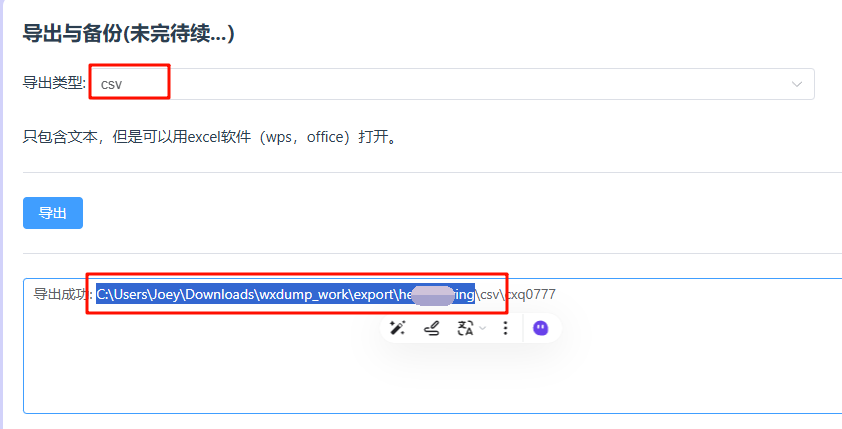 导出与备份(未完待续...)
导出类型: csv
只包含文本，但是可以用excel软件（wps，office）打开。
导出
导出成功: C:\Users\Joey\Downloads\wxdump_work\export\he ing\csv\cxq0777